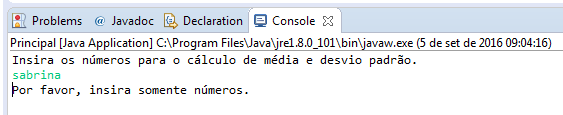 Problems @ Javadoc Declaration Console
Principal [Java Application] C:\Program Files\Java\jre1.8.0_101\bin\javaw.exe (5 de set de 2016 09:04:16)
Insira os números para o cálculo de média e desvio padrão.
sabrina
Por favor, insira somente números.